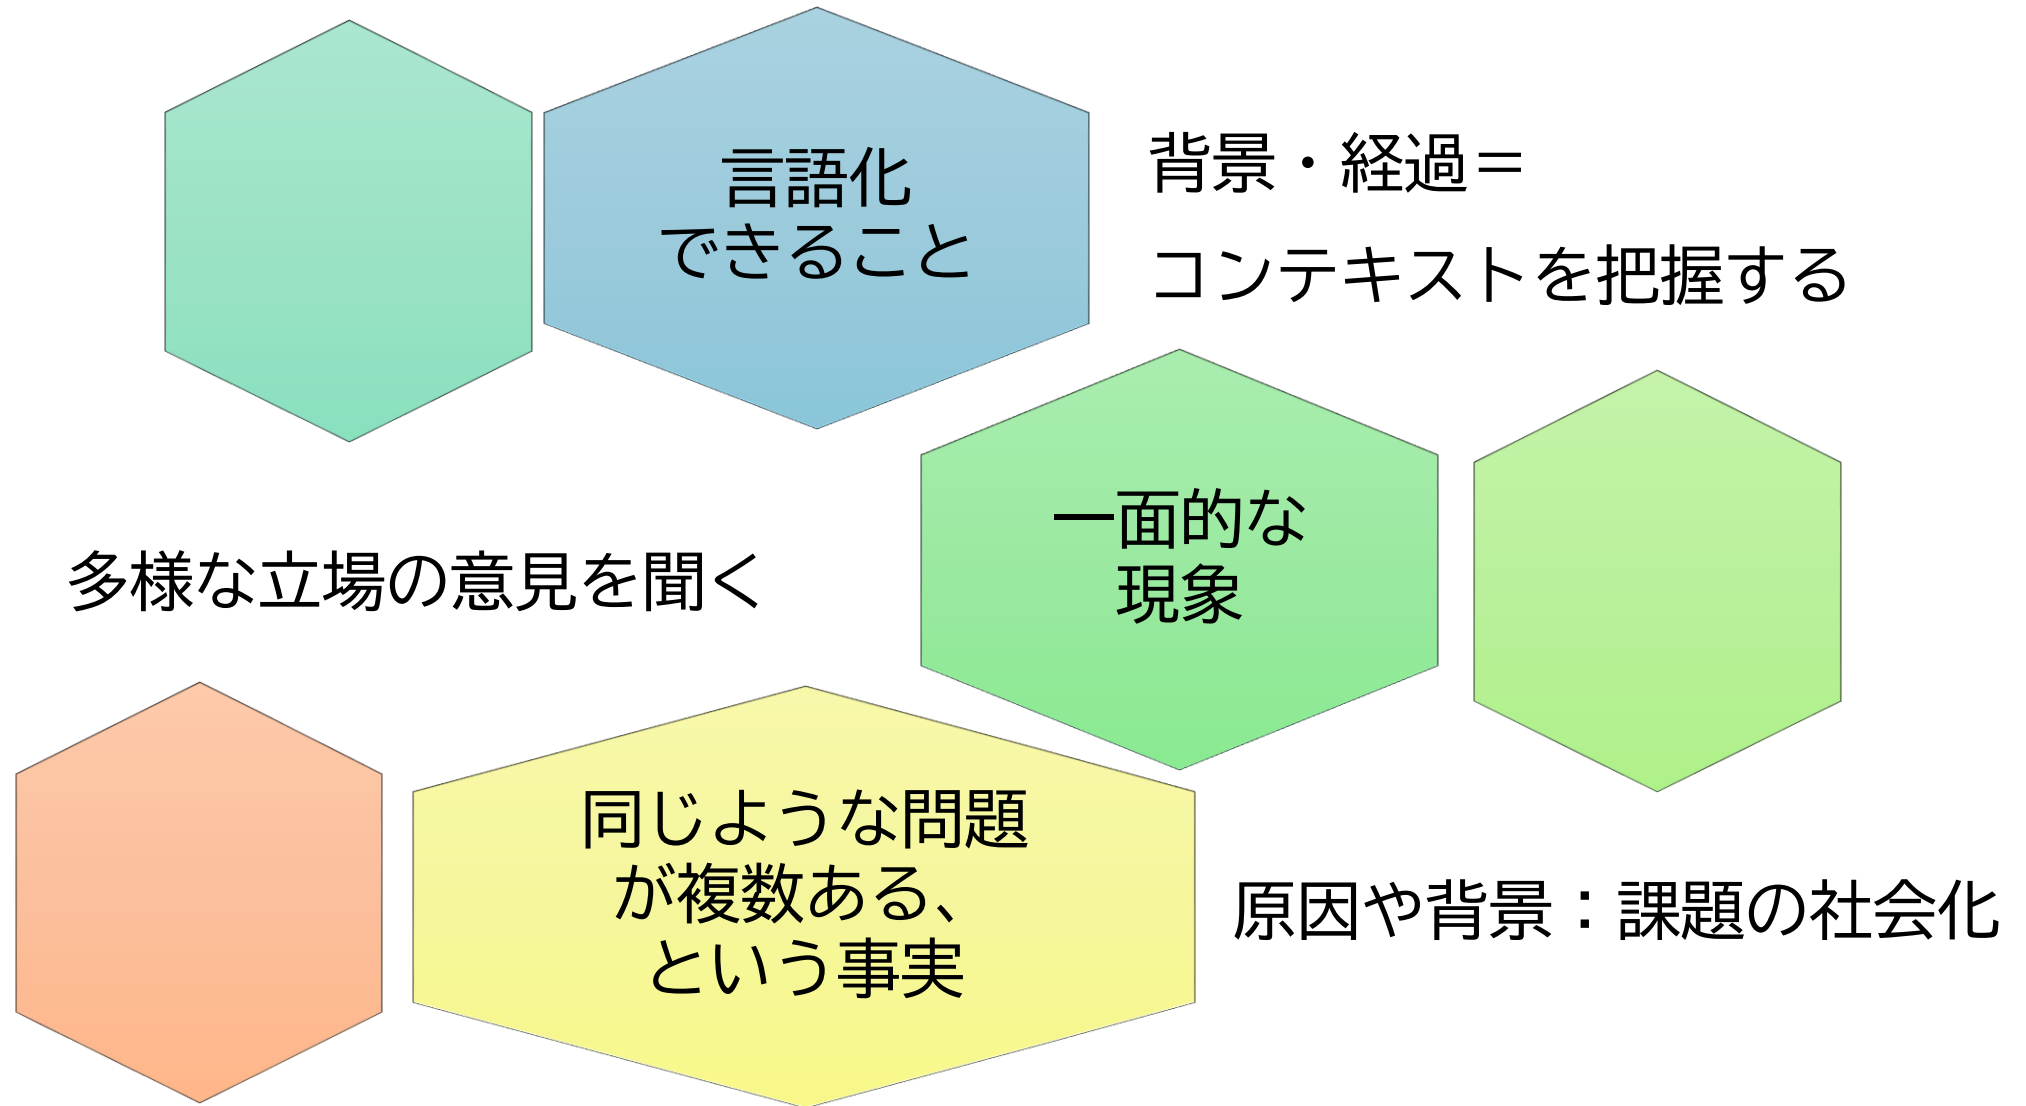 言語化
できること
背景・経過＝
コンテキストを把握する
一面的な
現象
多様な立場の意見を聞く
同じような問題
が複数ある、
という事実
原因や背景：課題の社会化